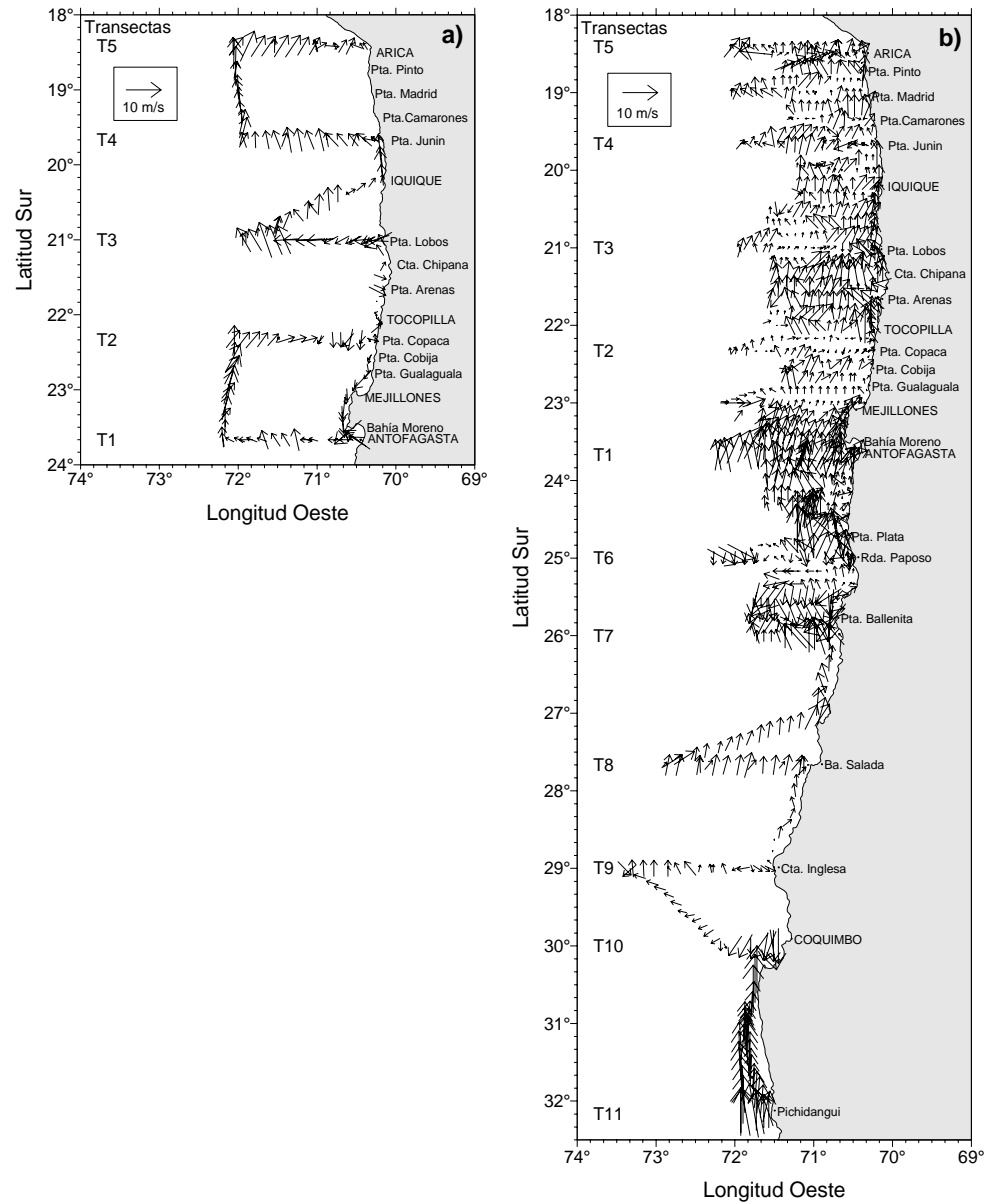 Transectas
a)
T5
ARICA
Pta. Pinto
10 m/s
Pta. Madrid
Pta.Camarones
T4
Pta. Junin
IQUIQUE
T3
Pta. Lobos
Cta. Chipana
Pta. Arenas
TOCOPILLA
T2
Pta. Copaca
Pta. Cobija
Pta. Gualaguala
MEJILLONES
Bahía Moreno
T1
ANTOFAGASTA
18°
19°
20°
21°
22°
23°
24°
74°
73°
72°
71°
70°
69°
Latitud Sur
Longitud Oeste
Transectas
b)
T5
ARICA
Pta. Pinto
10 m/s
Pta. Madrid
Pta.Camarones
T4
Pta. Junin
IQUIQUE
T3
Pta. Lobos
Cta. Chipana
Pta. Arenas
TOCOPILLA
T2
Pta. Copaca
Pta. Cobija
Pta. Gualaguala
MEJILLONES
Bahía Moreno
T1
ANTOFAGASTA
Pta. Plata
T6
Rda. Paposo
Pta. Ballenita
T7
T8
Ba. Salada
T9
Cta. Inglesa
T10
COQUIMBO
T11
Pichidangui
18°
19°
20°
21°
22°
23°
24°
25°
26°
27°
28°
29°
30°
31°
32°
74°
73°
72°
71°
70°
69°
Latitud Sur
Longitud Oeste